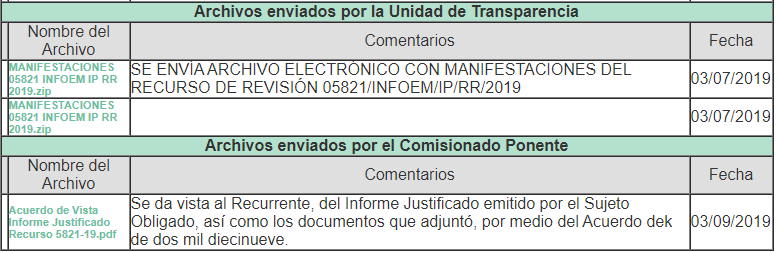 Archivos enviados por la Unidad de Transparencia
Nombre del Archivo Comentarios Fecha
MANIFESTACIONES
05821 INFOEM IP RR
2019.zip
SE ENVÍA ARCHIVO ELECTRÓNICO CON MANIFESTACIONES DEL
RECURSO DE REVISIÓN 05821/INFOEM/IP/RR/2019
03/07/2019
MANIFESTACIONES
05821 INFOEM IP RR
2019.zip
03/07/2019
Archivos enviados por el Comisionado Ponente
Nombre del Archivo Comentarios Fecha
Acuerdo de Vista
Informe Justificado
Recurso 5821-19.pdf
Se da vista al Recurrente, del Informe Justificado emitido por el Sujeto
Obligado, así como los documentos que adjuntó, por medio del Acuerdo dek
de dos mil diecinueve.
03/09/2019